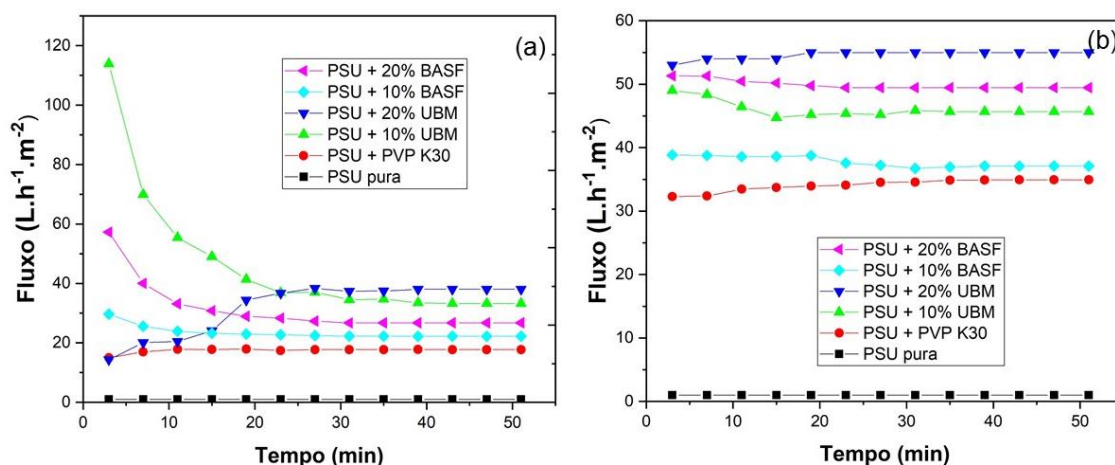 (a)
120
100
80
60
40
20
0
Fluxo (L.h⁻¹.m⁻²)
PSU + 20% BASF
PSU + 10% BASF
PSU + 20% UBM
PSU + 10% UBM
PSU + PVP K30
PSU pura
0 10 20 30 40 50
Tempo (min)
(b)
60
50
40
30
20
10
0
Fluxo (L.h⁻¹.m⁻²)
PSU + 20% BASF
PSU + 10% BASF
PSU + 20% UBM
PSU + 10% UBM
PSU + PVP K30
PSU pura
0 10 20 30 40 50
Tempo (min)